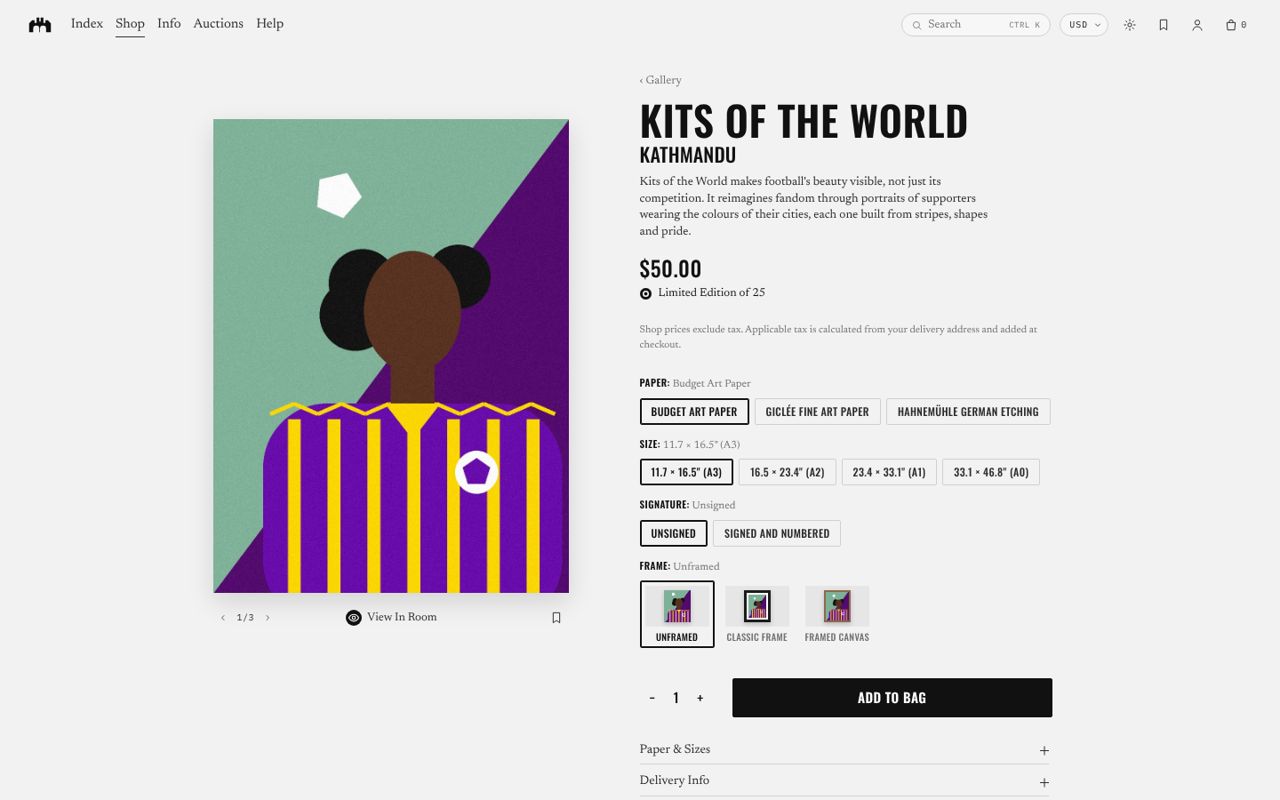 Index Shop Info Auctions Help
Search CTRL K
USD
0
‹ Gallery
KITS OF THE WORLD
KATHMANDU
Kits of the World makes football's beauty visible, not just its
competition. It reimagines fandom through portraits of supporters
wearing the colours of their cities, each one built from stripes, shapes
and pride.
$50.00
Limited Edition of 25
Shop prices exclude tax. Applicable tax is calculated from your delivery address and added at
checkout.
PAPER: Budget Art Paper
BUDGET ART PAPER GICLÉE FINE ART PAPER HAHNEMÜHLE GERMAN ETCHING
SIZE: 11.7 × 16.5" (A3)
11.7 × 16.5" (A3) 16.5 × 23.4" (A2) 23.4 × 33.1" (A1) 33.1 × 46.8" (A0)
SIGNATURE: Unsigned
UNSIGNED SIGNED AND NUMBERED
FRAME: Unframed
UNFRAMED CLASSIC FRAME FRAMED CANVAS
‹ 1/3 ›
View In Room
− 1 +
ADD TO BAG
Paper & Sizes +
Delivery Info +